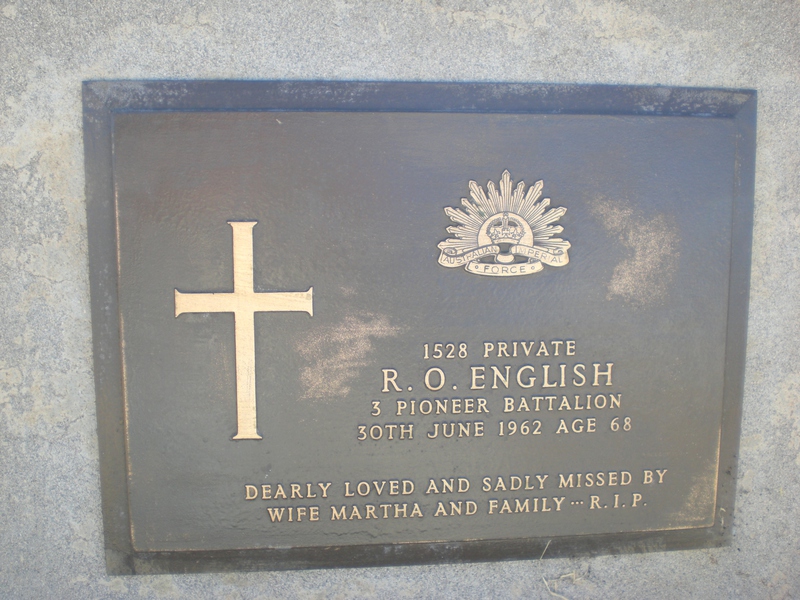 AUSTRALIAN IMPERIAL
FORCE
1528 PRIVATE
R. O. ENGLISH
3 PIONEER BATTALION
30TH JUNE 1962 AGE 68
DEARLY LOVED AND SADLY MISSED BY
WIFE MARTHA AND FAMILY ··· R. I. P.